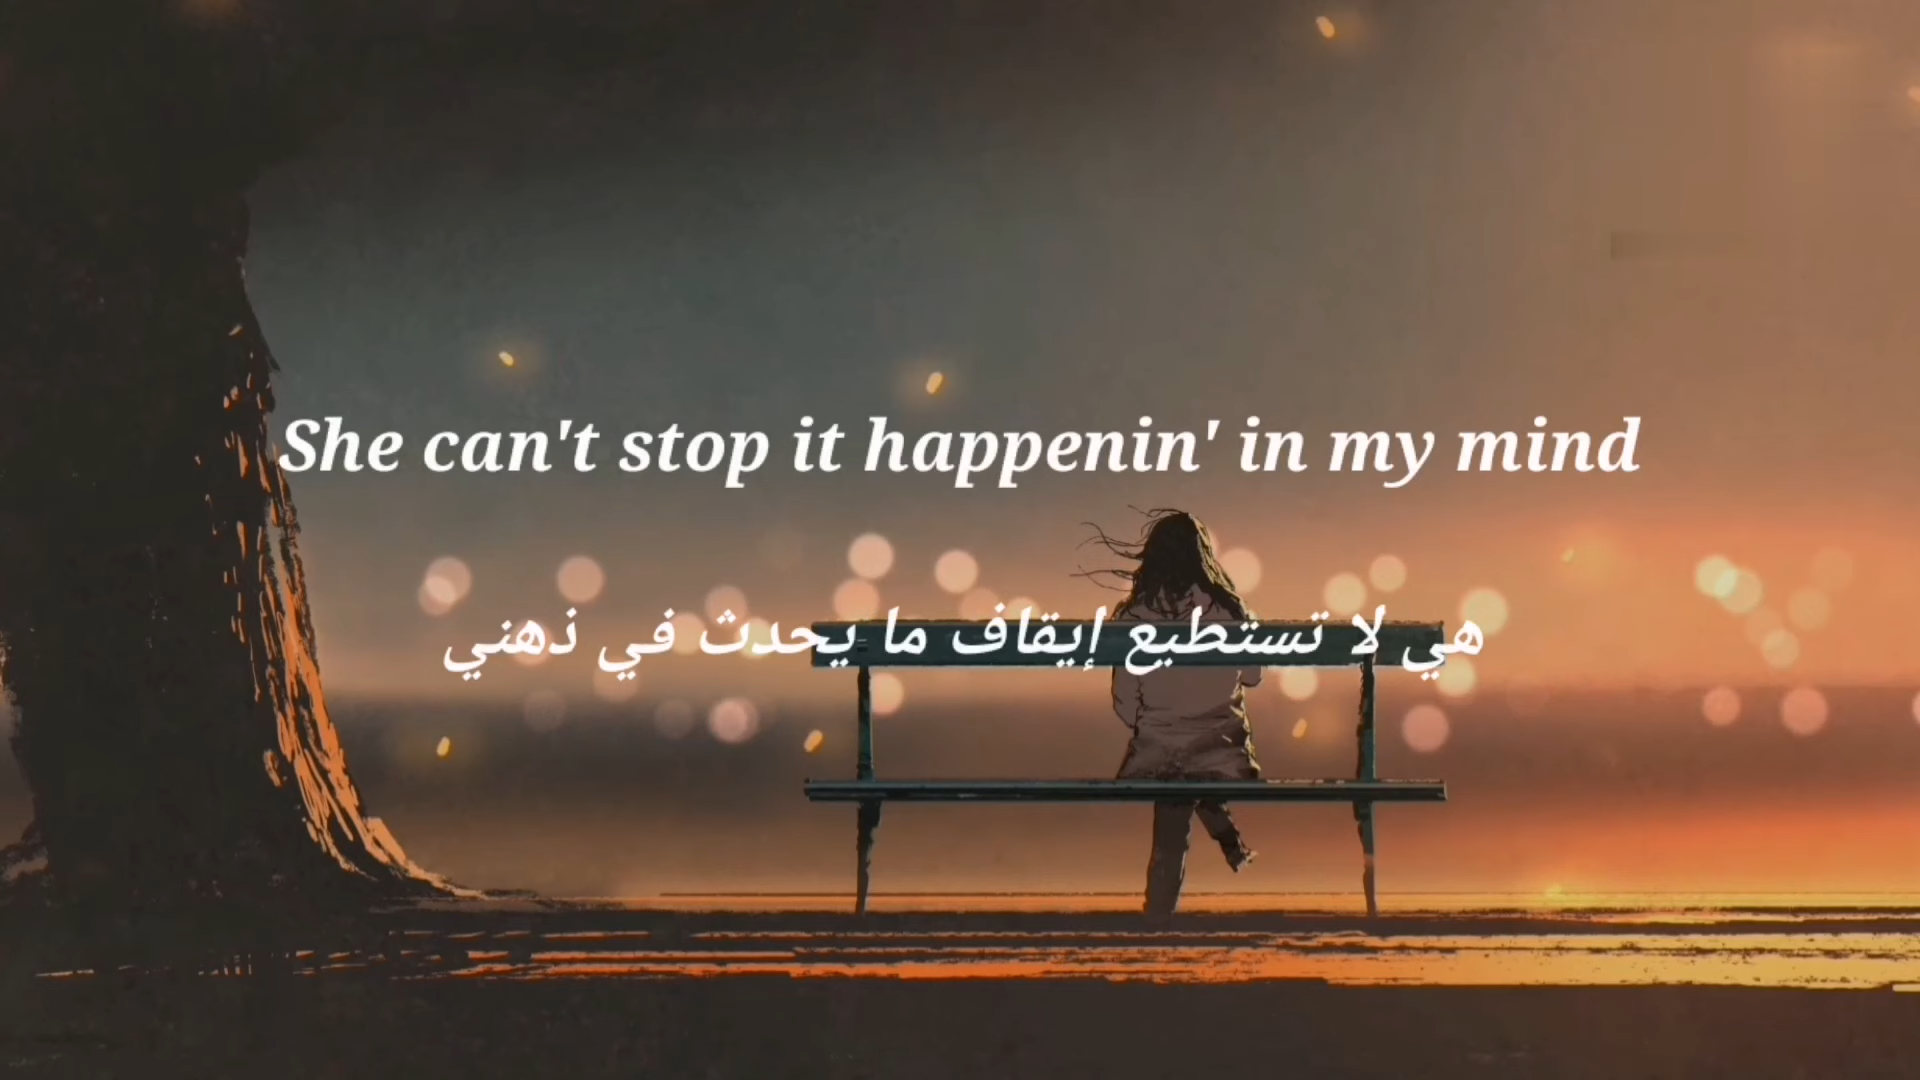 She can't stop it happenin' in my mind
هي لا تستطيع إيقاف ما يحدث في ذهني